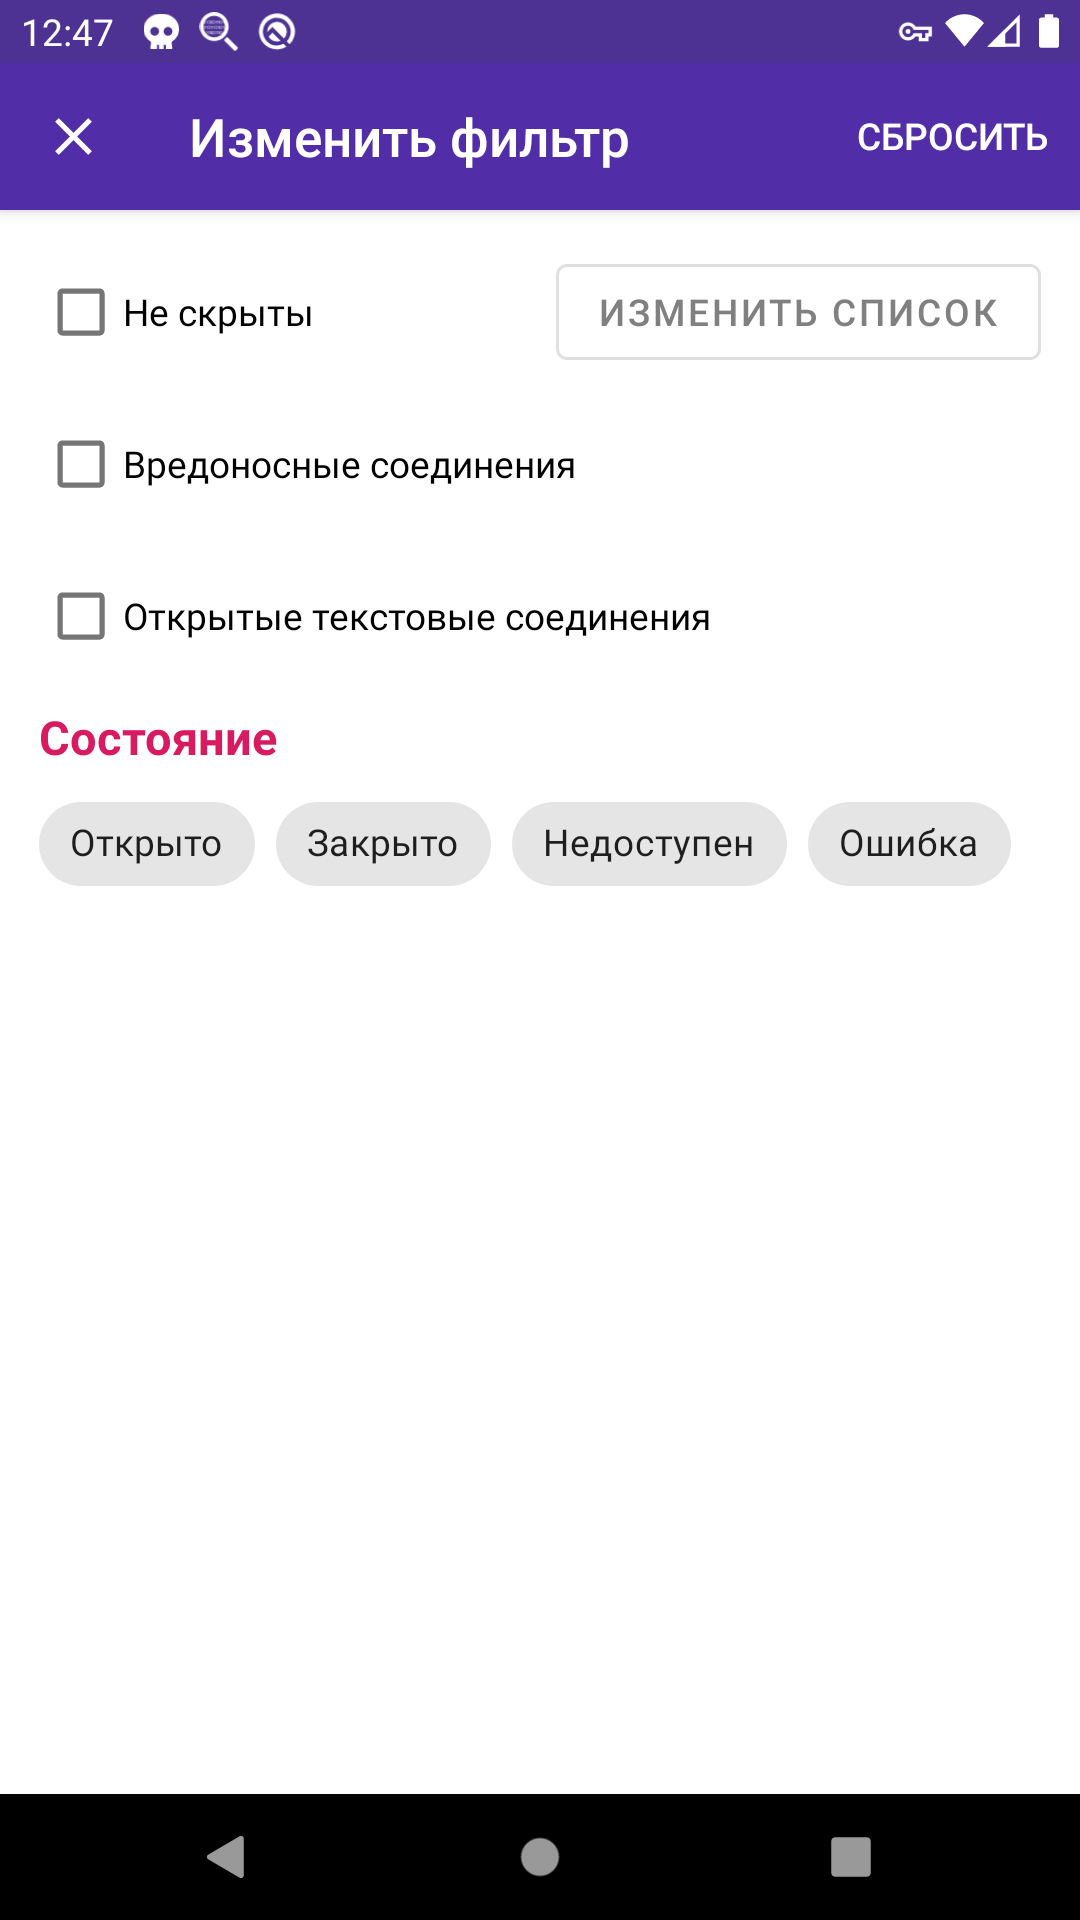 12:47
Изменить фильтр
СБРОСИТЬ
Не скрыты
ИЗМЕНИТЬ СПИСОК
Вредоносные соединения
Открытые текстовые соединения
Состояние
Открыто Закрыто Недоступен Ошибка